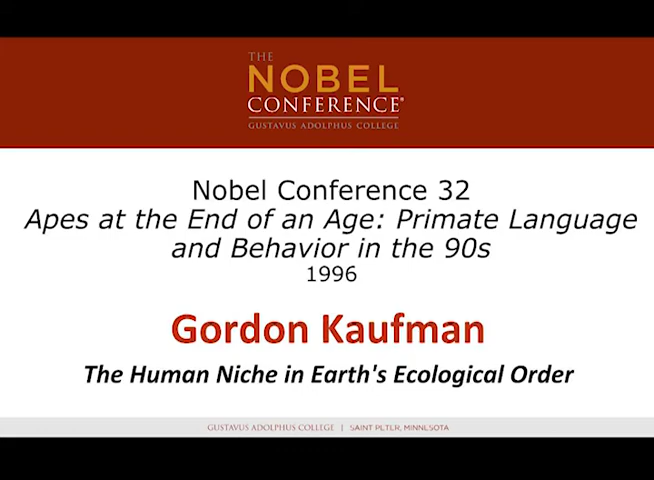 THE
NOBEL
CONFERENCE®
GUSTAVUS ADOLPHUS COLLEGE
Nobel Conference 32
Apes at the End of an Age: Primate Language
and Behavior in the 90s
1996
Gordon Kaufman
The Human Niche in Earth's Ecological Order
GUSTAVUS ADOLPHUS COLLEGE | SAINT PETER, MINNESOTA